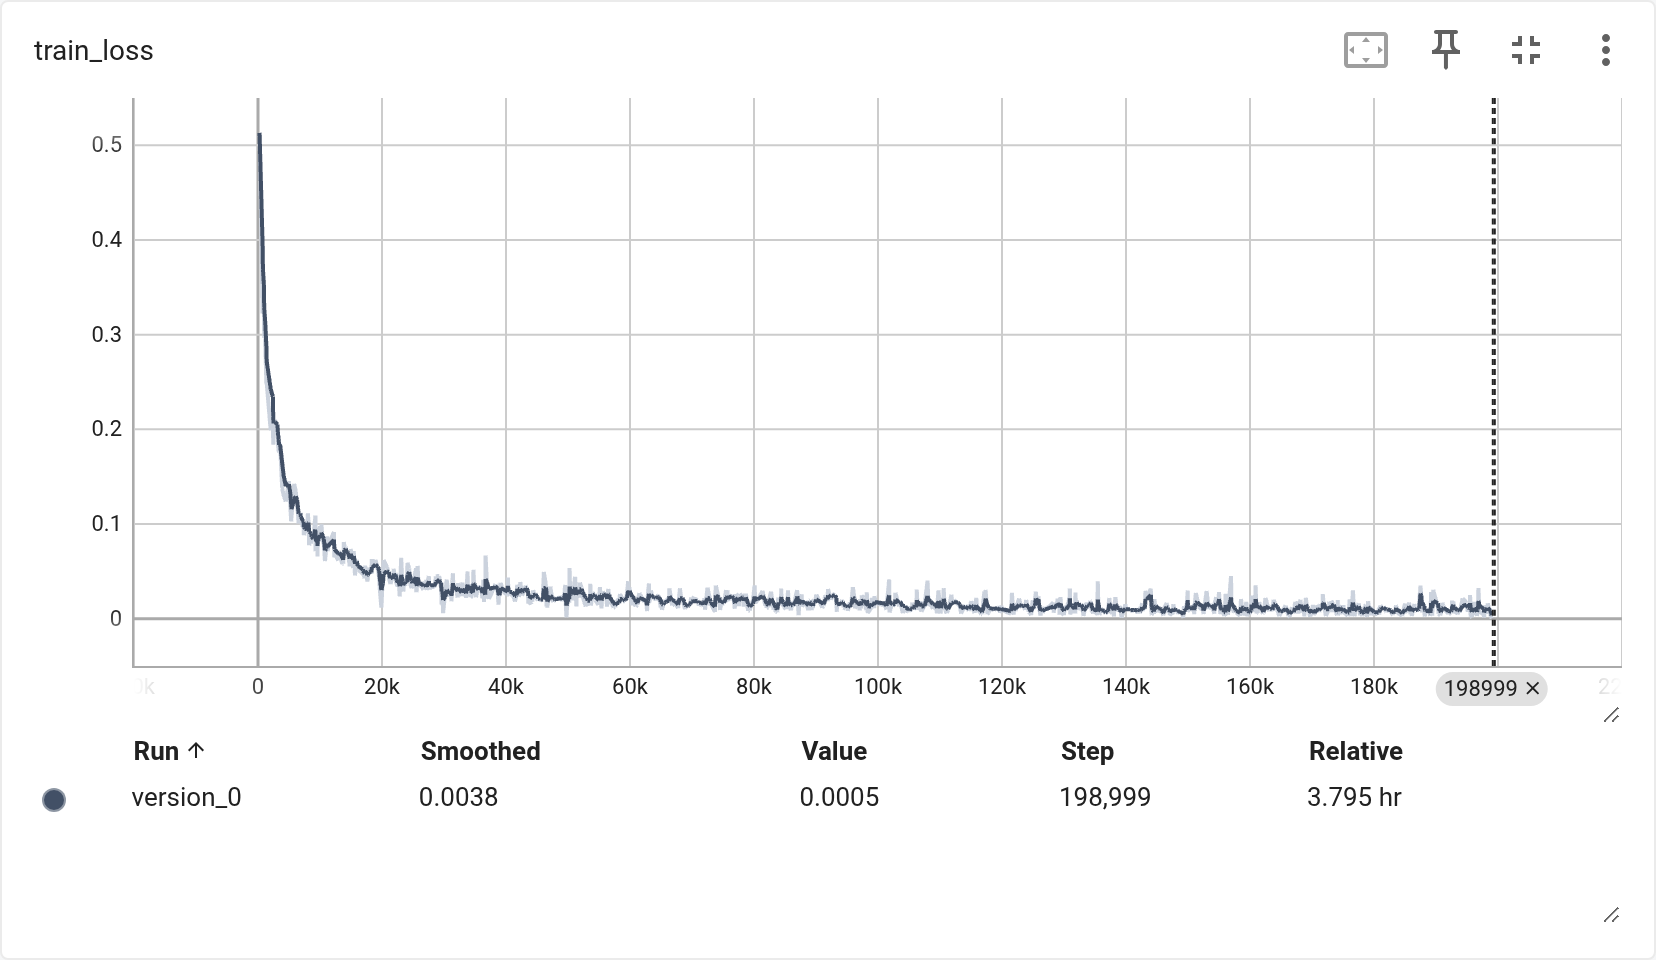 train_loss
0.5
0.4
0.3
0.2
0.1
0
0 20k 40k 60k 80k 100k 120k 140k 160k 180k 198999 ×
Run ↑ Smoothed Value Step Relative
version_0 0.0038 0.0005 198,999 3.795 hr